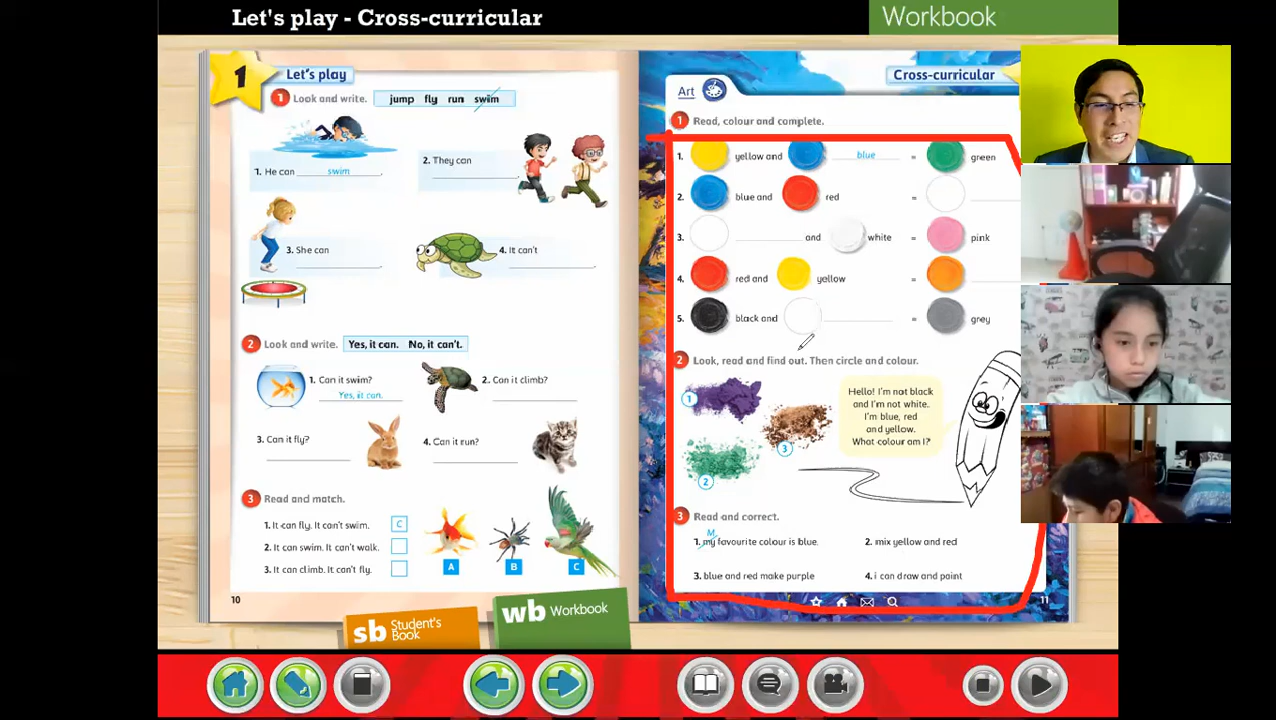 Let's play - Cross-curricular
Workbook
1
Let's play
1 Look and write. jump fly run swim
1. He can swim.
2. They can
____________.
3. She can
____________.
4. It can't
____________.
2 Look and write. Yes, it can. No, it can't.
1. Can it swim?
Yes, it can.
2. Can it climb?
3. Can it fly?
4. Can it run?
3 Read and match.
1. It can fly. It can't swim. C
2. It can swim. It can't walk.
3. It can climb. It can't fly.
A B C
10
Cross-curricular
Art
1 Read, colour and complete.
1. yellow and blue = green
2. blue and red = ____
3. ________ and white = pink
4. red and yellow = ____
5. black and ________ = grey
2 Look, read and find out. Then circle and colour.
1
2
3
Hello! I'm not black
and I'm not white.
I'm blue, red
and yellow.
What colour am I?
3 Read and correct.
M
1. my favourite colour is blue.
2. mix yellow and red
3. blue and red make purple
4. i can draw and paint
11
sb Student's
Book
wb Workbook